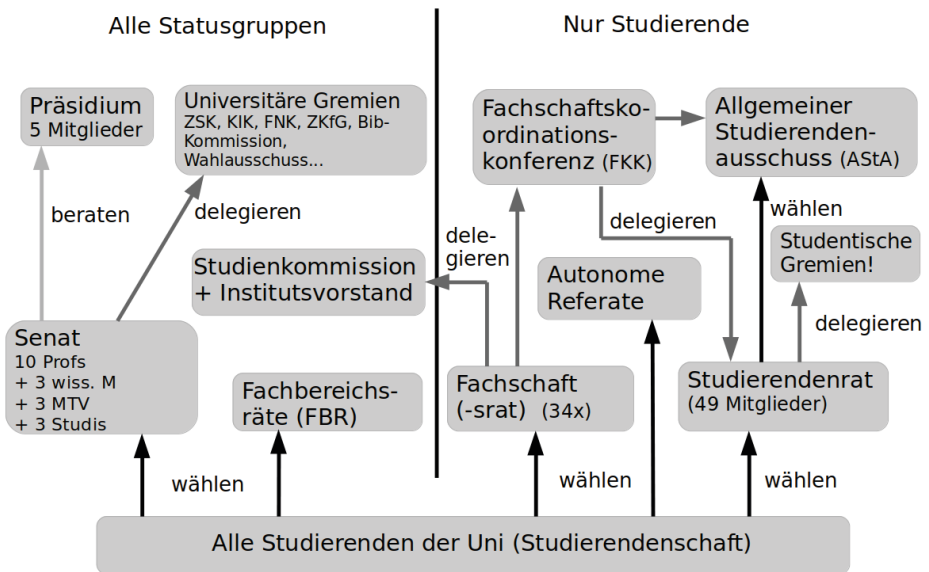 Alle Statusgruppen
Nur Studierende
Präsidium
5 Mitglieder
Universitäre Gremien
ZSK, KIK, FNK, ZKfG, Bib-
Kommission,
Wahlausschuss...
Fachschaftsko-
ordinations-
konferenz (FKK)
Allgemeiner
Studierenden-
ausschuss (AStA)
beraten
delegieren
dele-
gieren
delegieren
wählen
Studienkommission
+ Institutsvorstand
Autonome
Referate
Studentische
Gremien!
delegieren
Senat
10 Profs
+ 3 wiss. M
+ 3 MTV
+ 3 Studis
Fachbereichs-
räte (FBR)
Fachschaft
(-srat) (34x)
Studierendenrat
(49 Mitglieder)
wählen
wählen
wählen
Alle Studierenden der Uni (Studierendenschaft)